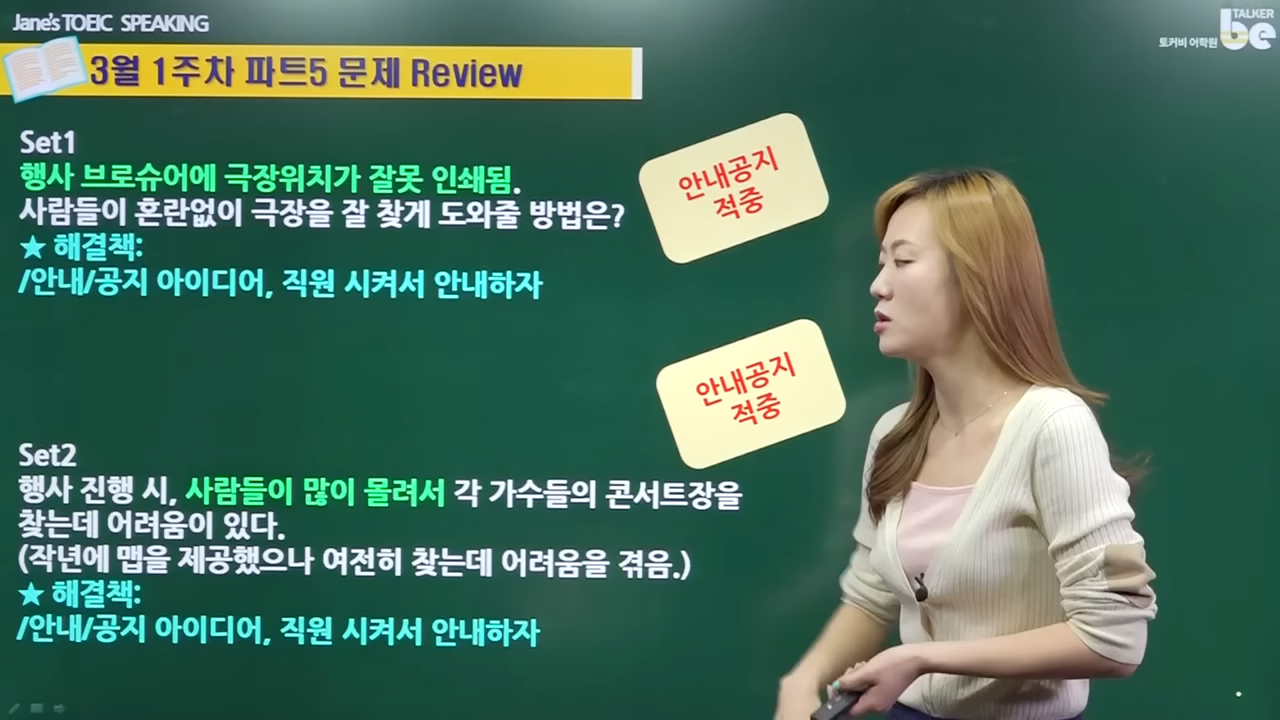 Jane's TOEIC SPEAKING
TALKER
be
토커비 어학원
3월 1주차 파트5 문제 Review
Set1
행사 브로슈어에 극장위치가 잘못 인쇄됨.
사람들이 혼란없이 극장을 잘 찾게 도와줄 방법은?
★ 해결책:
/안내/공지 아이디어, 직원 시켜서 안내하자
안내공지
적중
안내공지
적중
Set2
행사 진행 시, 사람들이 많이 몰려서 각 가수들의 콘서트장을
찾는데 어려움이 있다.
(작년에 맵을 제공했으나 여전히 찾는데 어려움을 겪음.)
★ 해결책:
/안내/공지 아이디어, 직원 시켜서 안내하자